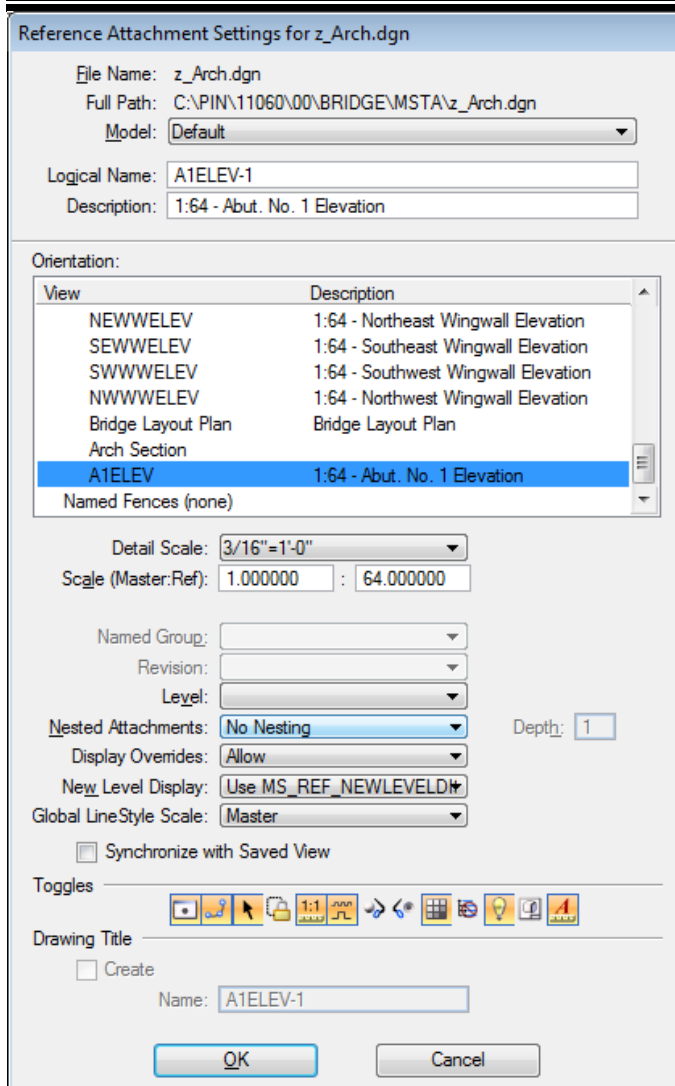 Reference Attachment Settings for z_Arch.dgn
File Name: z_Arch.dgn
Full Path: C:\PIN\11060\00\BRIDGE\MSTA\z_Arch.dgn
Model: Default
Logical Name: A1ELEV-1
Description: 1:64 - Abut. No. 1 Elevation
Orientation:
View Description
NEWWELEV 1:64 - Northeast Wingwall Elevation
SEWWELEV 1:64 - Southeast Wingwall Elevation
SWWWELEV 1:64 - Southwest Wingwall Elevation
NWWWELEV 1:64 - Northwest Wingwall Elevation
Bridge Layout Plan Bridge Layout Plan
Arch Section
A1ELEV 1:64 - Abut. No. 1 Elevation
Named Fences (none)
Detail Scale: 3/16"=1'-0"
Scale (Master:Ref): 1.000000 : 64.000000
Named Group:
Revision:
Level:
Nested Attachments: No Nesting Depth: 1
Display Overrides: Allow
New Level Display: Use MS_REF_NEWLEVELDI
Global LineStyle Scale: Master
Synchronize with Saved View
Toggles
1:1 A
Drawing Title
Create
Name: A1ELEV-1
OK Cancel